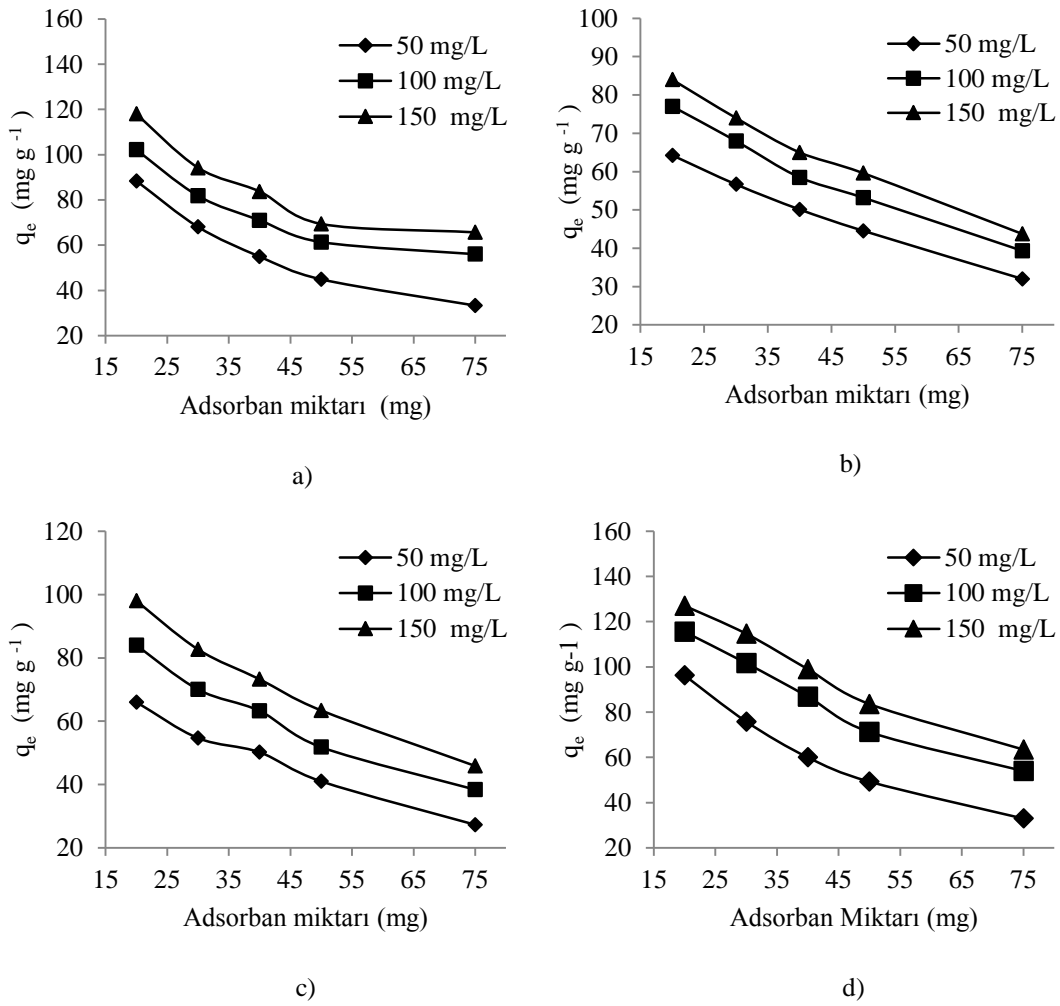 160
140
120
100
80
60
40
20
15 25 35 45 55 65 75
qe (mg g -1 )
Adsorban miktarı (mg)
50 mg/L
100 mg/L
150 mg/L
a)
100
90
80
70
60
50
40
30
20
15 25 35 45 55 65 75
qe (mg g -1 )
Adsorban miktarı (mg)
50 mg/L
100 mg/L
150 mg/L
b)
120
100
80
60
40
20
15 25 35 45 55 65 75
qe (mg g -1 )
Adsorban miktarı (mg)
50 mg/L
100 mg/L
150 mg/L
c)
160
140
120
100
80
60
40
20
15 25 35 45 55 65 75
qe (mg g-1 )
Adsorban Miktarı (mg)
50 mg/L
100 mg/L
150 mg/L
d)